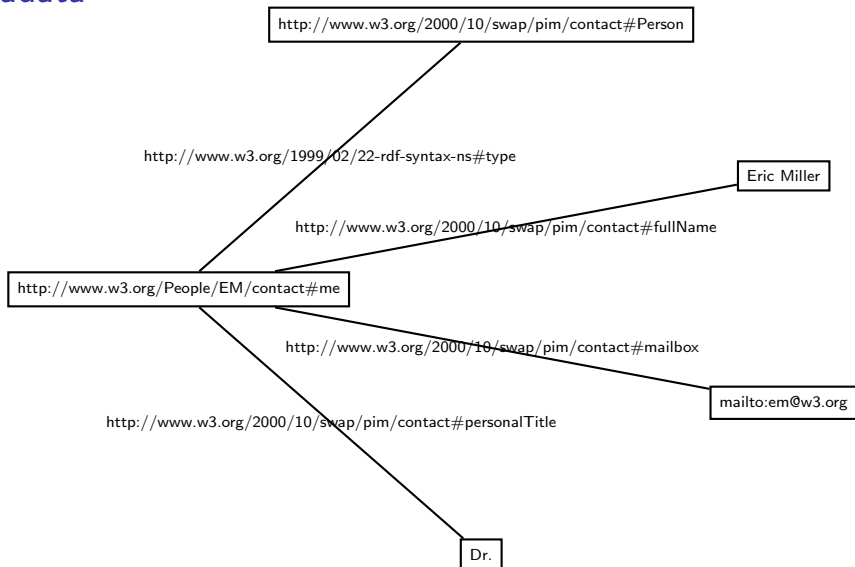 http://www.w3.org/2000/10/swap/pim/contact#Person
http://www.w3.org/1999/02/22-rdf-syntax-ns#type
Eric Miller
http://www.w3.org/2000/10/swap/pim/contact#fullName
http://www.w3.org/People/EM/contact#me
http://www.w3.org/2000/10/swap/pim/contact#mailbox
mailto:em@w3.org
http://www.w3.org/2000/10/swap/pim/contact#personalTitle
Dr.